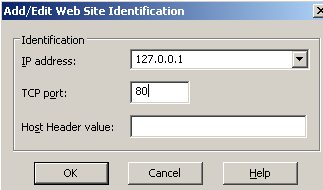 Add/Edit Web Site Identification
Identification
IP address: 127.0.0.1
TCP port: 80
Host Header value:
OK Cancel Help